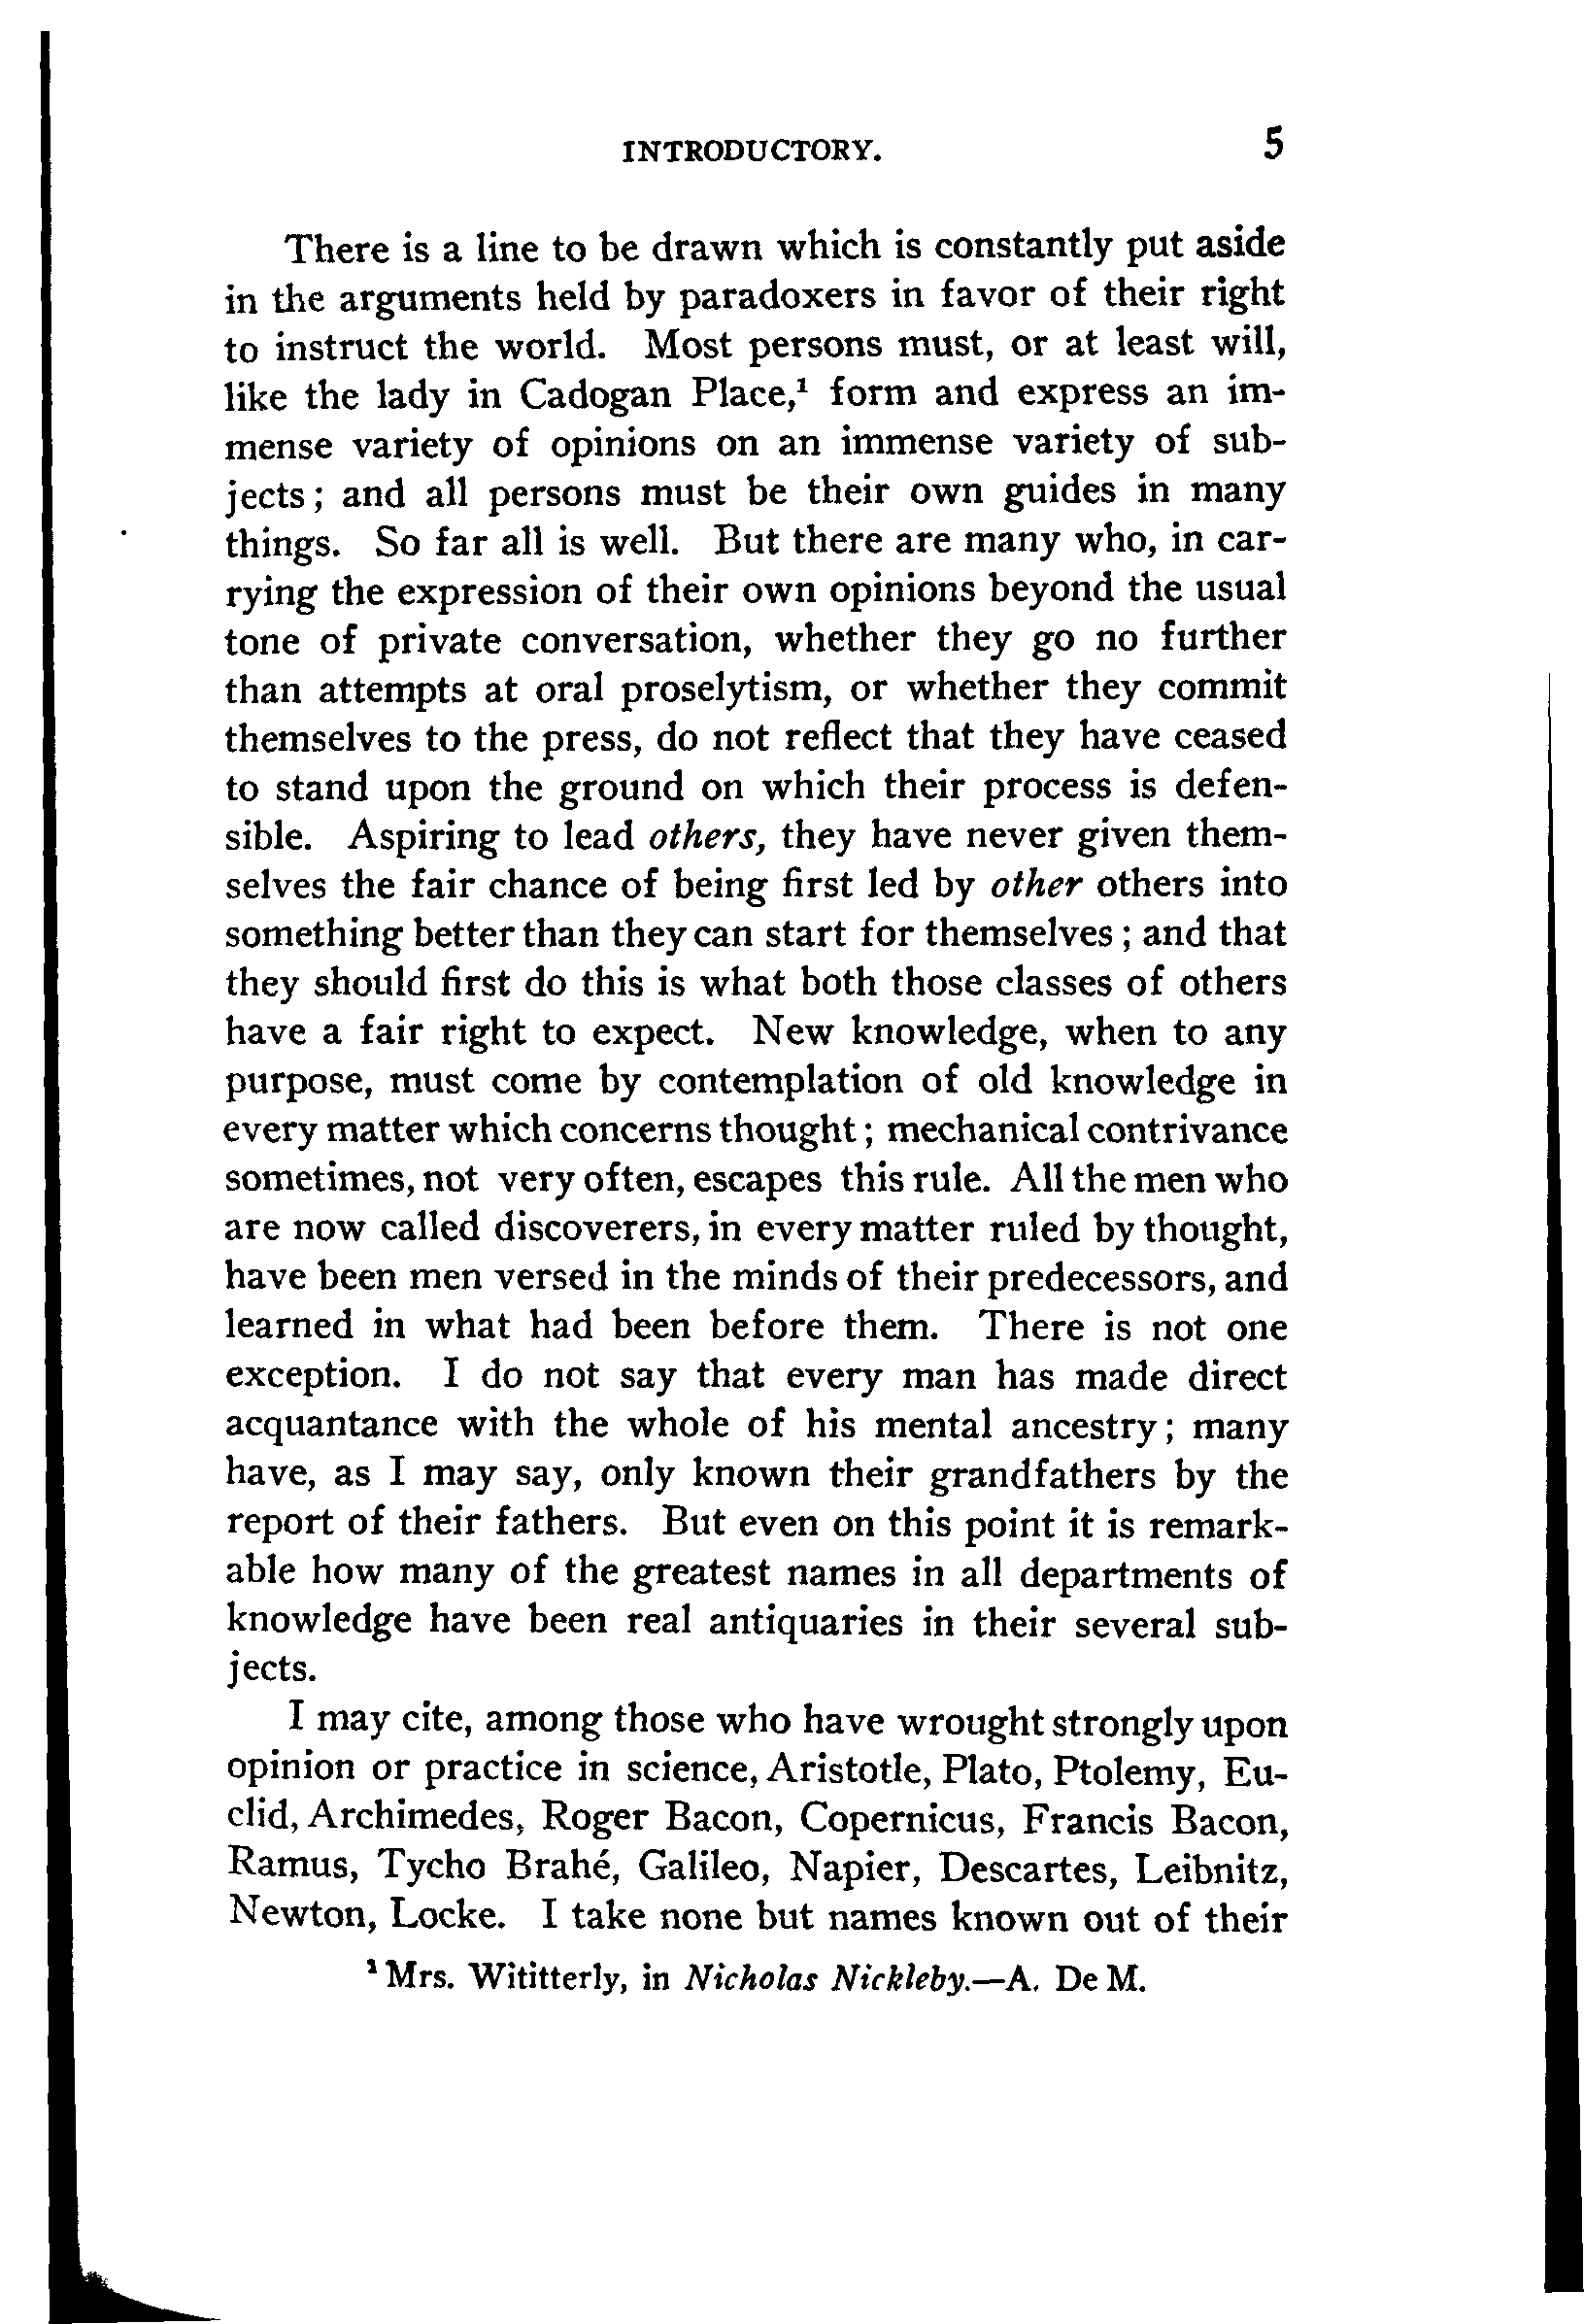 INTRODUCTORY. 5
There is a line to be drawn which is constantly put aside
in the arguments held by paradoxers in favor of their right
to instruct the world. Most persons must, or at least will,
like the lady in Cadogan Place,¹ form and express an im-
mense variety of opinions on an immense variety of sub-
jects; and all persons must be their own guides in many
things. So far all is well. But there are many who, in car-
rying the expression of their own opinions beyond the usual
tone of private conversation, whether they go no further
than attempts at oral proselytism, or whether they commit
themselves to the press, do not reflect that they have ceased
to stand upon the ground on which their process is defen-
sible. Aspiring to lead others, they have never given them-
selves the fair chance of being first led by other others into
something better than they can start for themselves; and that
they should first do this is what both those classes of others
have a fair right to expect. New knowledge, when to any
purpose, must come by contemplation of old knowledge in
every matter which concerns thought; mechanical contrivance
sometimes, not very often, escapes this rule. All the men who
are now called discoverers, in every matter ruled by thought,
have been men versed in the minds of their predecessors, and
learned in what had been before them. There is not one
exception. I do not say that every man has made direct
acquantance with the whole of his mental ancestry; many
have, as I may say, only known their grandfathers by the
report of their fathers. But even on this point it is remark-
able how many of the greatest names in all departments of
knowledge have been real antiquaries in their several sub-
jects.
I may cite, among those who have wrought strongly upon
opinion or practice in science, Aristotle, Plato, Ptolemy, Eu-
clid, Archimedes, Roger Bacon, Copernicus, Francis Bacon,
Ramus, Tycho Brahé, Galileo, Napier, Descartes, Leibnitz,
Newton, Locke. I take none but names known out of their
¹ Mrs. Wititterly, in Nicholas Nickleby.—A. De M.